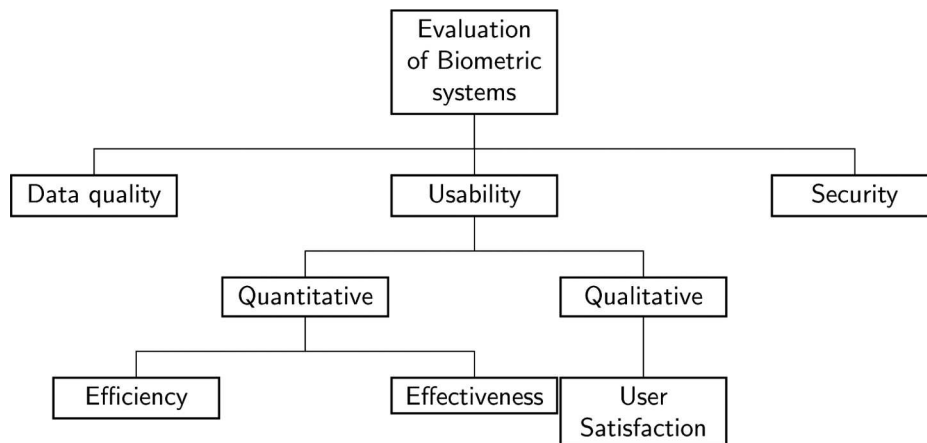 Evaluation
of Biometric
systems
Data quality
Usability
Security
Quantitative
Qualitative
Efficiency
Effectiveness
User
Satisfaction